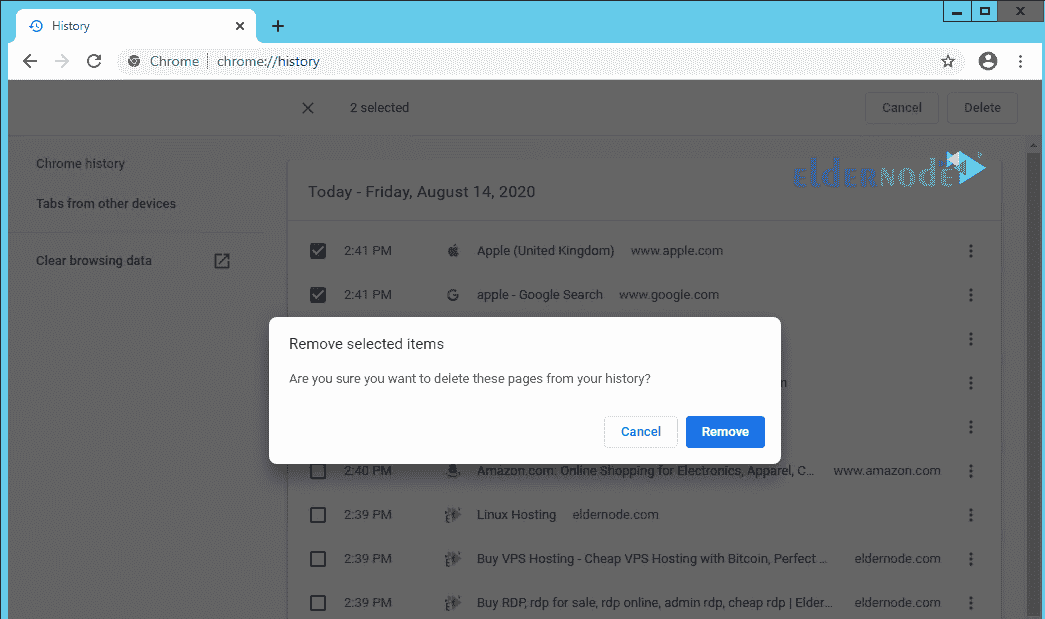 History
Chrome chrome://history
2 selected Cancel Delete
Chrome history
Tabs from other devices
Clear browsing data
elderNode
Today - Friday, August 14, 2020
2:41 PM Apple (United Kingdom) www.apple.com
2:41 PM apple - Google Search www.google.com
Remove selected items
Are you sure you want to delete these pages from your history?
Cancel Remove
2:40 PM Amazon.com: Online Shopping for Electronics, Apparel, C... www.amazon.com
2:39 PM Linux Hosting eldernode.com
2:39 PM Buy VPS Hosting - Cheap VPS Hosting with Bitcoin, Perfect ... eldernode.com
2:39 PM Buy RDP, rdp for sale, rdp online, admin rdp, cheap rdp | Elder... eldernode.com